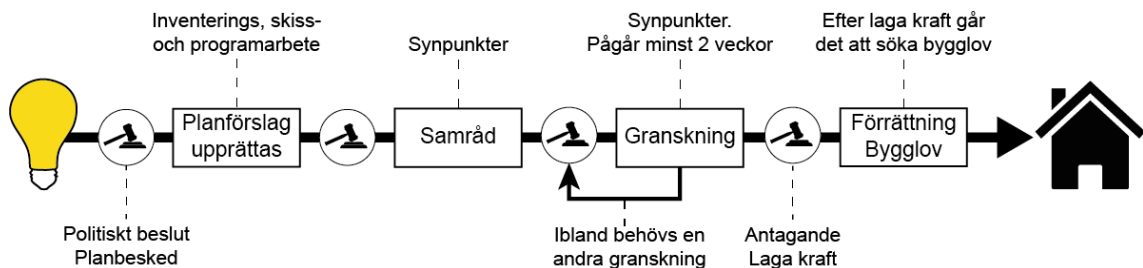 Inventerings, skiss-
och programarbete
Synpunkter
Synpunkter.
Pågår minst 2 veckor
Efter laga kraft går
det att söka bygglov
Planförslag
upprättas
Samråd
Granskning
Förrättning
Bygglov
Politiskt beslut
Planbesked
Ibland behövs en
andra granskning
Antagande
Laga kraft